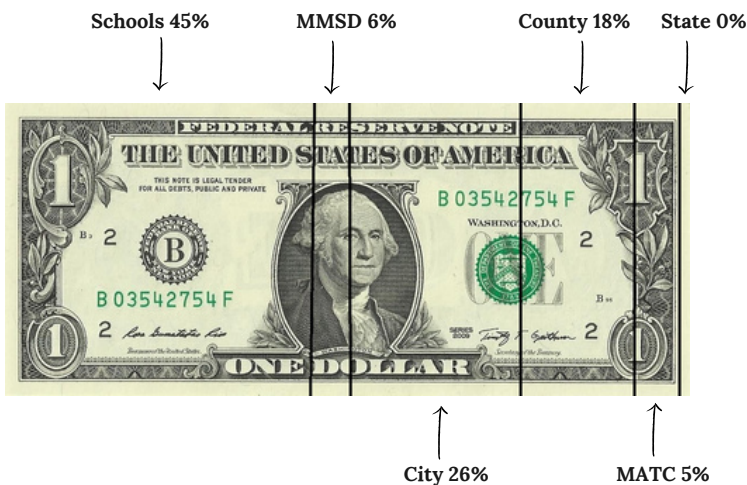 Schools 45%
MMSD 6%
County 18%
State 0%
FEDERAL RESERVE NOTE
THE UNITED STATES OF AMERICA
THIS NOTE IS LEGAL TENDER
FOR ALL DEBTS, PUBLIC AND PRIVATE
B 03542754 F
WASHINGTON, D.C.
1
1
B
2
B
2
ONE
B 03542754 F
B
2
SERIES
2009
2
1
1
ONE DOLLAR
City 26%
MATC 5%